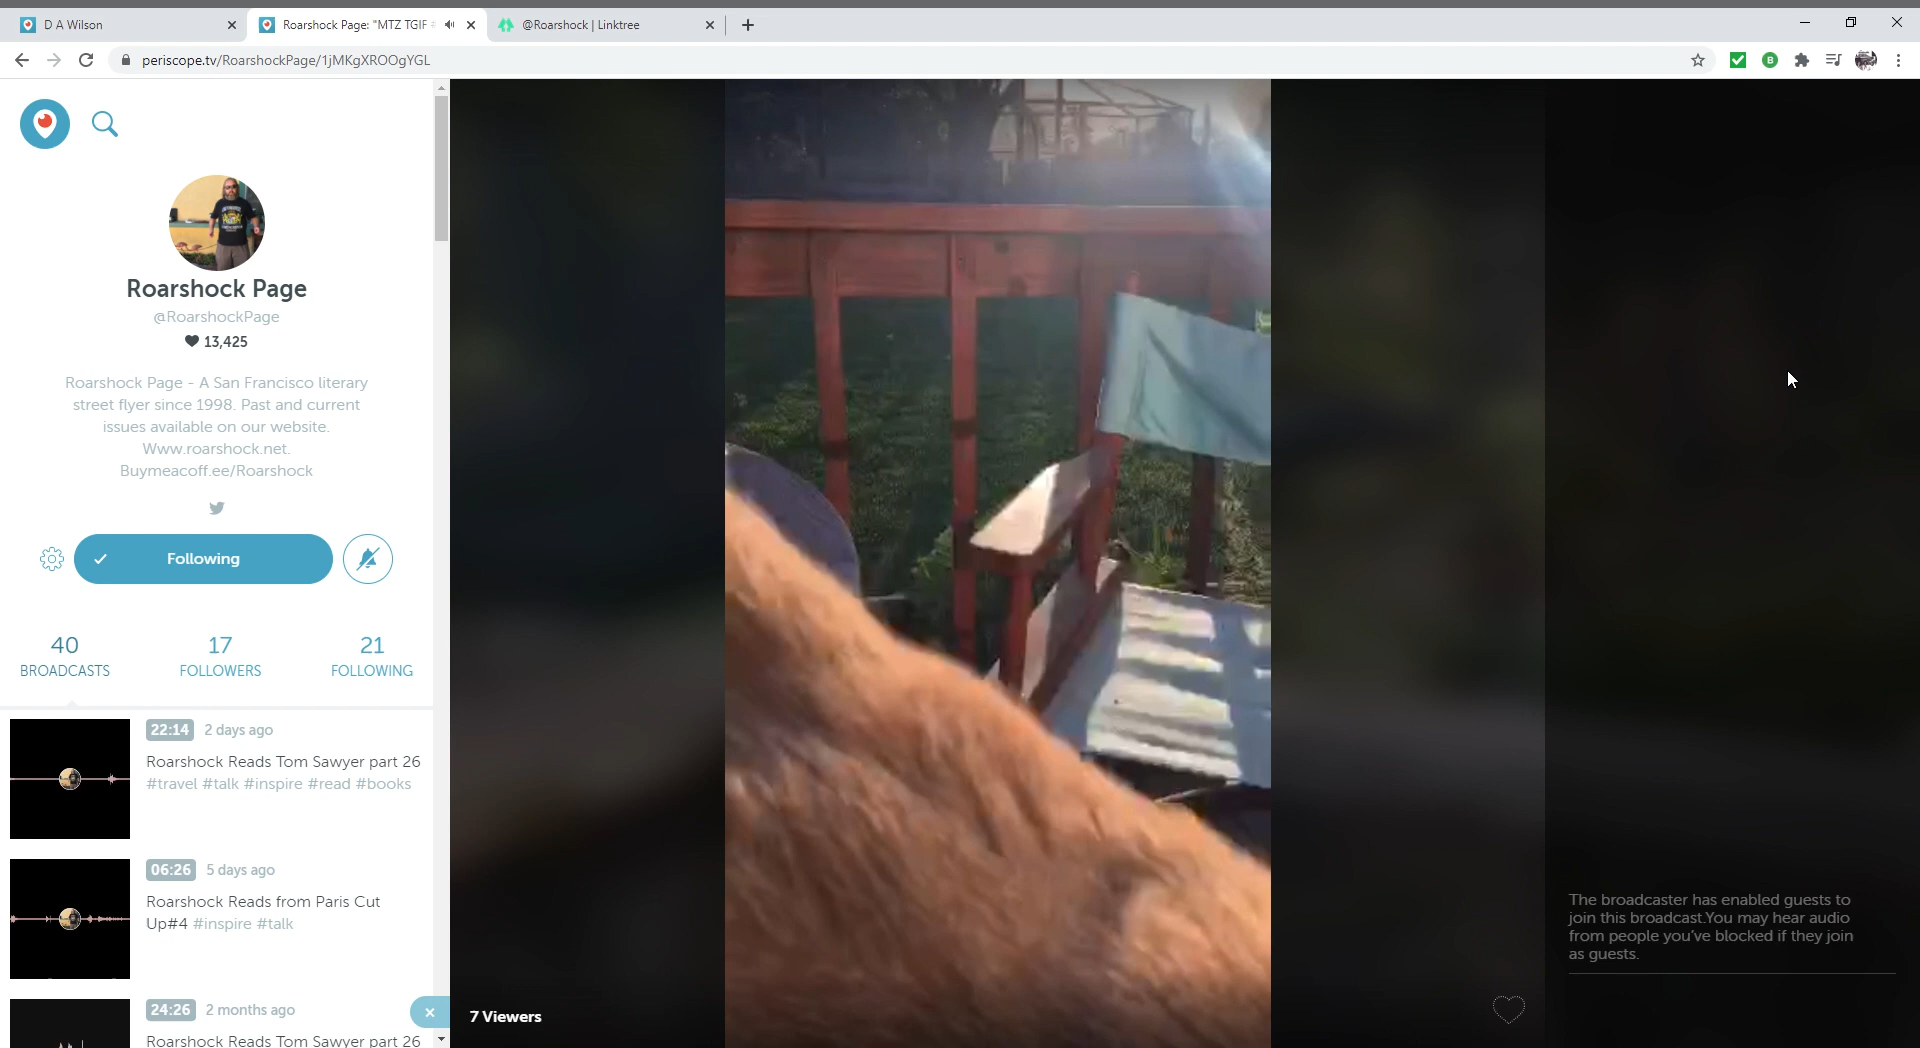 D A Wilson
Roarshock Page: "MTZ TGIF
@Roarshock | Linktree
periscope.tv/RoarshockPage/1jMKgXROOgYGL
B
Roarshock Page
@RoarshockPage
13,425
Roarshock Page - A San Francisco literary
street flyer since 1998. Past and current
issues available on our website.
Www.roarshock.net.
Buymeacoff.ee/Roarshock
Following
40
BROADCASTS
17
FOLLOWERS
21
FOLLOWING
22:14 2 days ago
Roarshock Reads Tom Sawyer part 26
#travel #talk #inspire #read #books
06:26 5 days ago
Roarshock Reads from Paris Cut
Up#4 #inspire #talk
24:26 2 months ago
Roarshock Reads Tom Sawyer part 26
7 Viewers
The broadcaster has enabled guests to
join this broadcast.You may hear audio
from people you've blocked if they join
as guests.